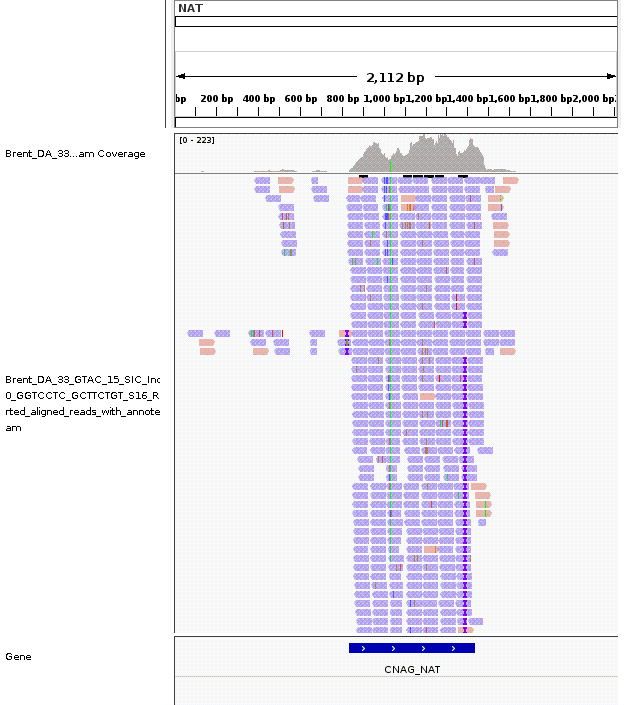 NAT
2,112 bp
bp 200 bp 400 bp 600 bp 800 bp 1,000 bp 1,200 bp 1,400 bp 1,600 bp 1,800 bp 2,000 bp
[0 - 223]
Brent_DA_33...am Coverage
Brent_DA_33_GTAC_15_SIC_Inc
0_GGTCCTC_GCTTCTGT_S16_R
rted_aligned_reads_with_annote
am
Gene
CNAG_NAT